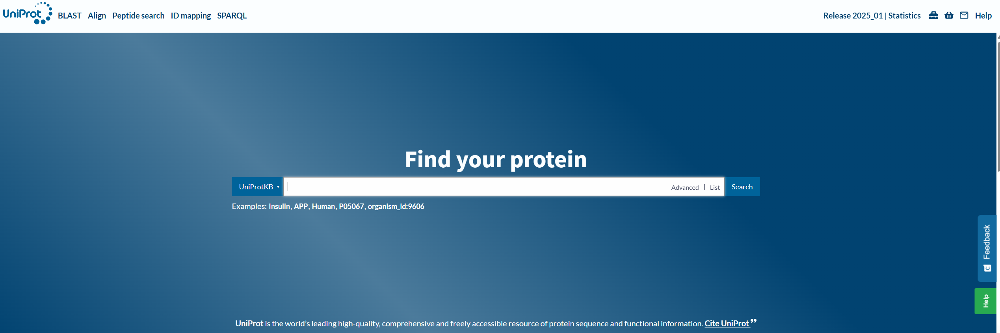 UniProt BLAST Align Peptide search ID mapping SPARQL Release 2025_01 | Statistics Help
Find your protein
UniProtKB Advanced | List Search
Examples: Insulin, APP, Human, P05067, organism_id:9606
Feedback
Help
UniProt is the world’s leading high-quality, comprehensive and freely accessible resource of protein sequence and functional information. Cite UniProt ”